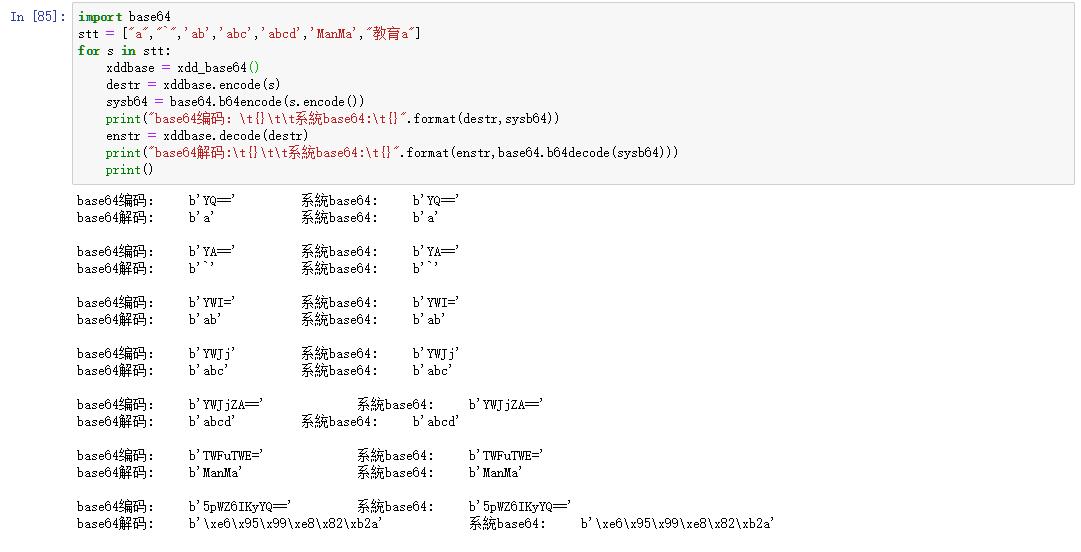 In [85]: import base64
stt = ["a","`",'ab','abc','abcd','ManMa',"教育a"]
for s in stt:
    xddbase = xdd_base64()
    destr = xddbase.encode(s)
    sysb64 = base64.b64encode(s.encode())
    print("base64编码: \t{}\t\t系統base64:\t{}".format(destr,sysb64))
    enstr = xddbase.decode(destr)
    print("base64解码:\t{}\t\t系統base64:\t{}".format(enstr,base64.b64decode(sysb64)))
    print()
base64编码: b'YQ==' 系統base64: b'YQ=='
base64解码: b'a' 系統base64: b'a'
base64编码: b'YA==' 系統base64: b'YA=='
base64解码: b'`' 系統base64: b'`'
base64编码: b'YWI=' 系統base64: b'YWI='
base64解码: b'ab' 系統base64: b'ab'
base64编码: b'YWJj' 系統base64: b'YWJj'
base64解码: b'abc' 系統base64: b'abc'
base64编码: b'YWJjZA==' 系統base64: b'YWJjZA=='
base64解码: b'abcd' 系統base64: b'abcd'
base64编码: b'TWFuTWE=' 系統base64: b'TWFuTWE='
base64解码: b'ManMa' 系統base64: b'ManMa'
base64编码: b'5pWZ6IKyYQ==' 系統base64: b'5pWZ6IKyYQ=='
base64解码: b'\xe6\x95\x99\xe8\x82\xb2a' 系統base64: b'\xe6\x95\x99\xe8\x82\xb2a'